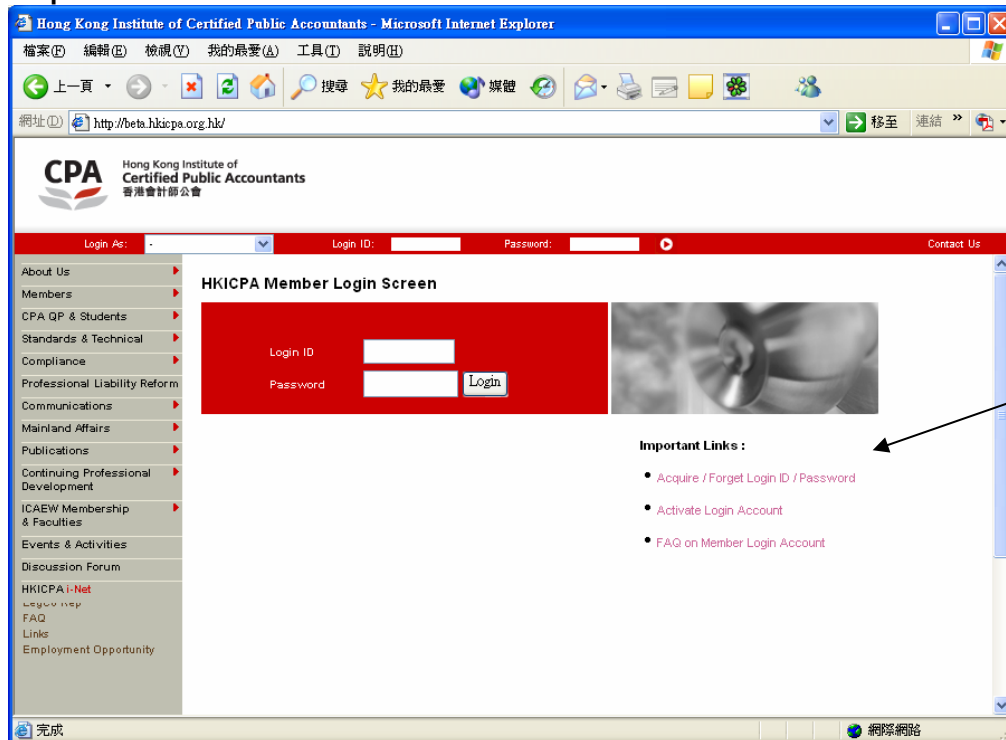 Hong Kong Institute of Certified Public Accountants - Microsoft Internet Explorer
檔案(F) 編輯(E) 檢視(V) 我的最愛(A) 工具(T) 說明(H)
上一頁 搜尋 我的最愛 媒體
網址(D) http://beta.hkicpa.org.hk/ 移至 連結 »
CPA Hong Kong Institute of
Certified Public Accountants
香港會計師公會
Login As: - Login ID: Password: Contact Us
About Us
Members
CPA QP & Students
Standards & Technical
Compliance
Professional Liability Reform
Communications
Mainland Affairs
Publications
Continuing Professional
Development
ICAEW Membership
& Faculties
Events & Activities
Discussion Forum
HKICPA i-Net
LegCo Rep
FAQ
Links
Employment Opportunity
HKICPA Member Login Screen
Login ID
Password Login
Important Links :
• Acquire / Forget Login ID / Password
• Activate Login Account
• FAQ on Member Login Account
完成 網際網路